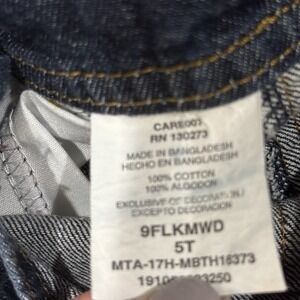 CARE002
RN 130273
MADE IN BANGLADESH
HECHO EN BANGLADESH
100% COTTON
100% ALGODON
EXCLUSIVE OF DECORATION
EXCEPTO DECORACION
9FLKMWD
5T
MTA-17H-MBTH16373